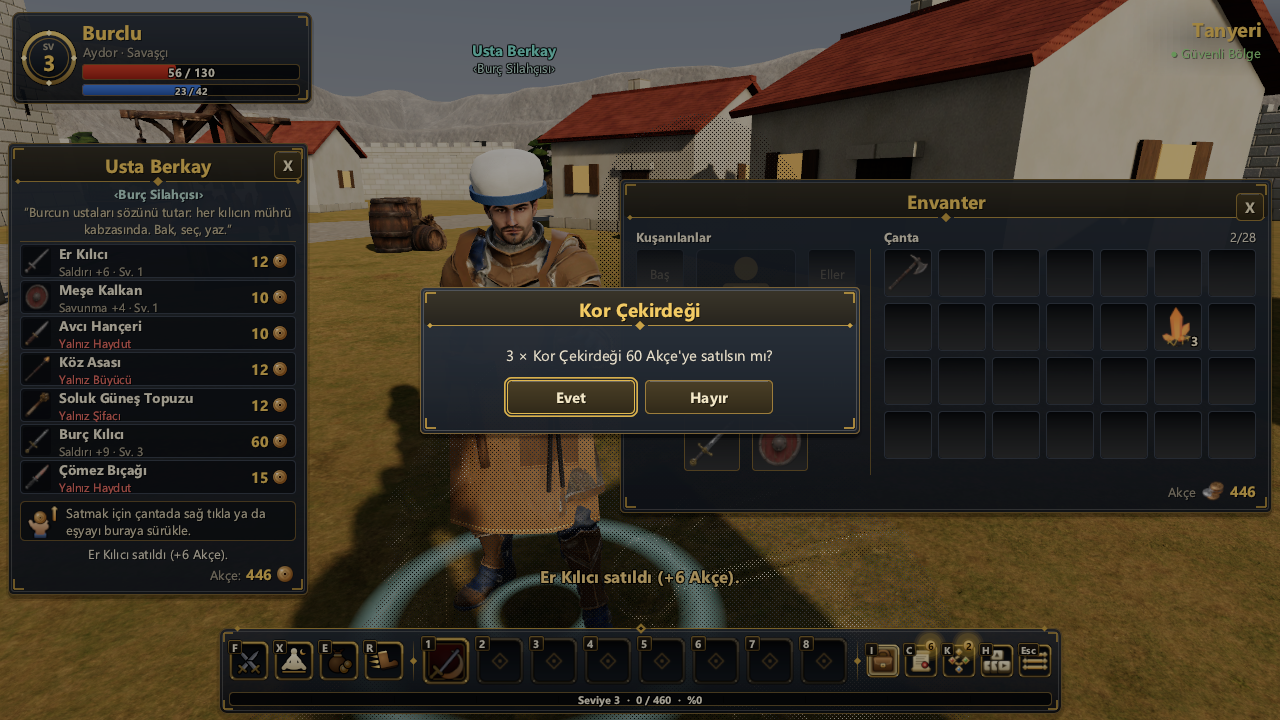 SV
3
Burclu
Aydor · Savaşçı
56 / 130
23 / 42
Usta Berkay
‹Burç Silahçısı›
Tanyeri
Güvenli Bölge
Usta Berkay
X
‹Burç Silahçısı›
“Burcun ustaları sözünü tutar: her kılıcın mührü
kabzasında. Bak, seç, yaz.”
Er Kılıcı
Saldırı +6 · Sv. 1
12
Meşe Kalkan
Savunma +4 · Sv. 1
10
Avcı Hançeri
Yalnız Haydut
10
Köz Asası
Yalnız Büyücü
12
Soluk Güneş Topuzu
Yalnız Şifacı
12
Burç Kılıcı
Saldırı +9 · Sv. 3
60
Çömez Bıçağı
Yalnız Haydut
15
Satmak için çantada sağ tıkla ya da
eşyayı buraya sürükle.
Er Kılıcı satıldı (+6 Akçe).
Akçe: 446
Envanter
X
Kuşanılanlar
Baş
Eller
Çanta
2/28
3
Akçe 446
Kor Çekirdeği
3 × Kor Çekirdeği 60 Akçe'ye satılsın mı?
Evet
Hayır
Er Kılıcı satıldı (+6 Akçe).
F
X
E
R
1
2
3
4
5
6
7
8
I
C
6
K
2
H
Esc
Seviye 3 · 0 / 460 · %0